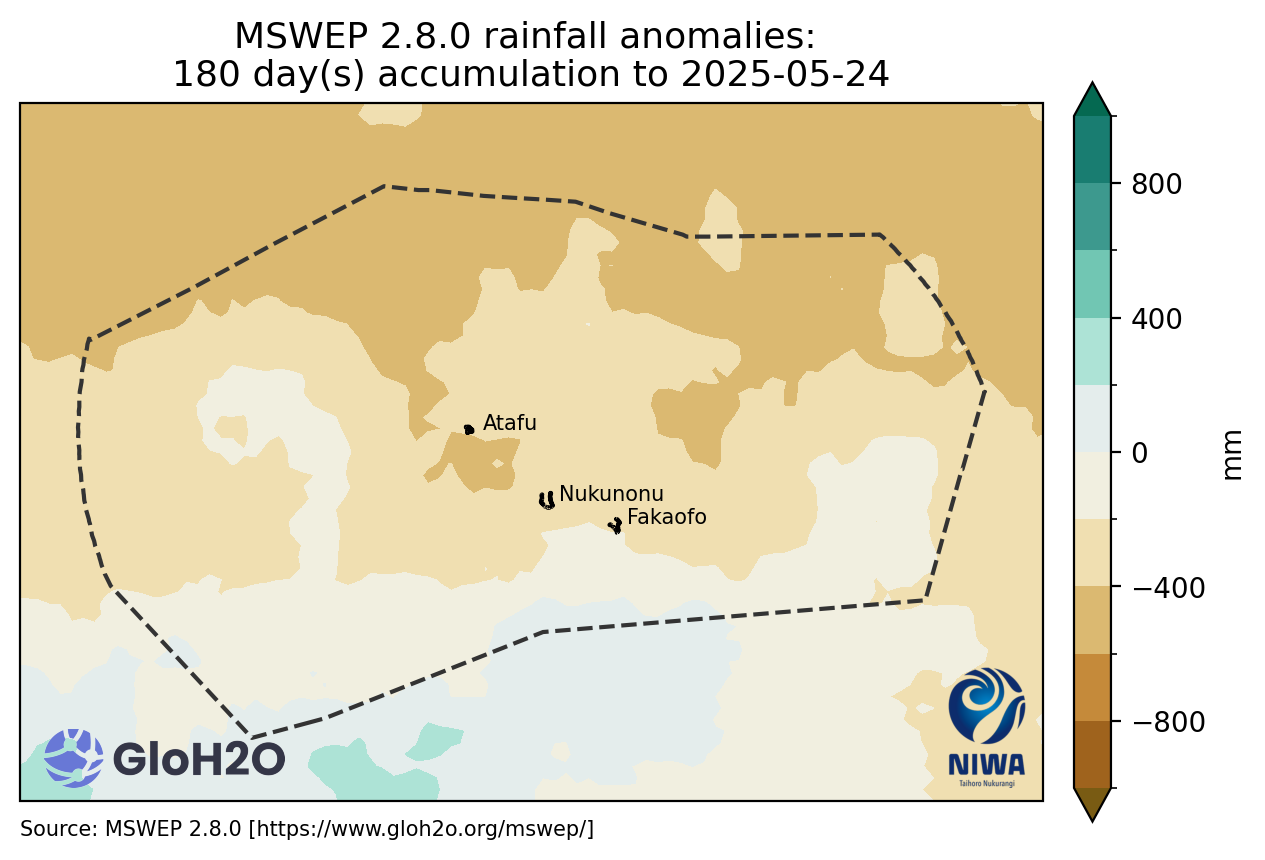 MSWEP 2.8.0 rainfall anomalies:
180 day(s) accumulation to 2025-05-24
Atafu
Nukunonu
Fakaofo
800
400
0
−400
−800
mm
GloH2O
NIWA
Taihoro Nukurangi
Source: MSWEP 2.8.0 [https://www.gloh2o.org/mswep/]